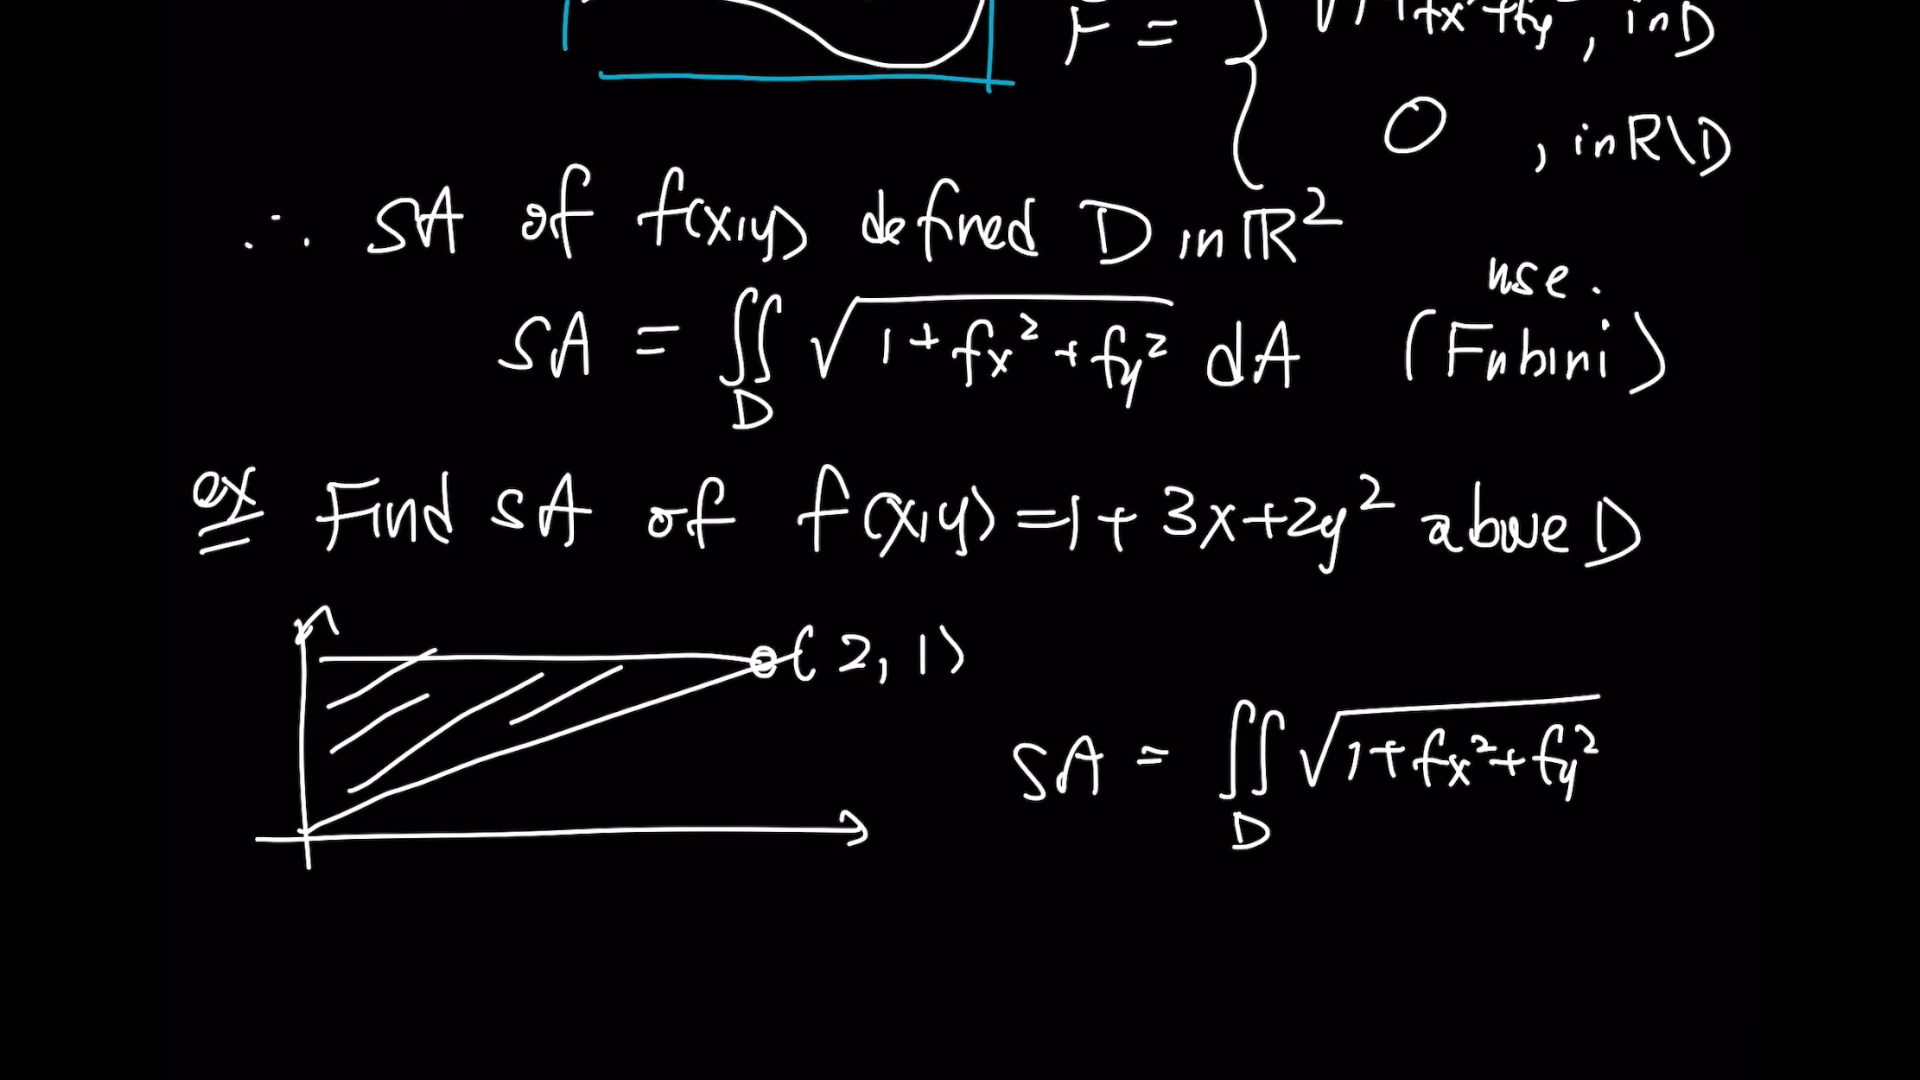 F = { √1+fx²+fy², in D
0, in R\D
∴ SA of f(x,y) defined D in ℝ²
use.
SA = ∬_D √1+fx²+fy² dA (Fubini)
ex Find SA of f(x,y)=1+3x+2y² above D
(2,1)
SA = ∬_D √1+fx²+fy²